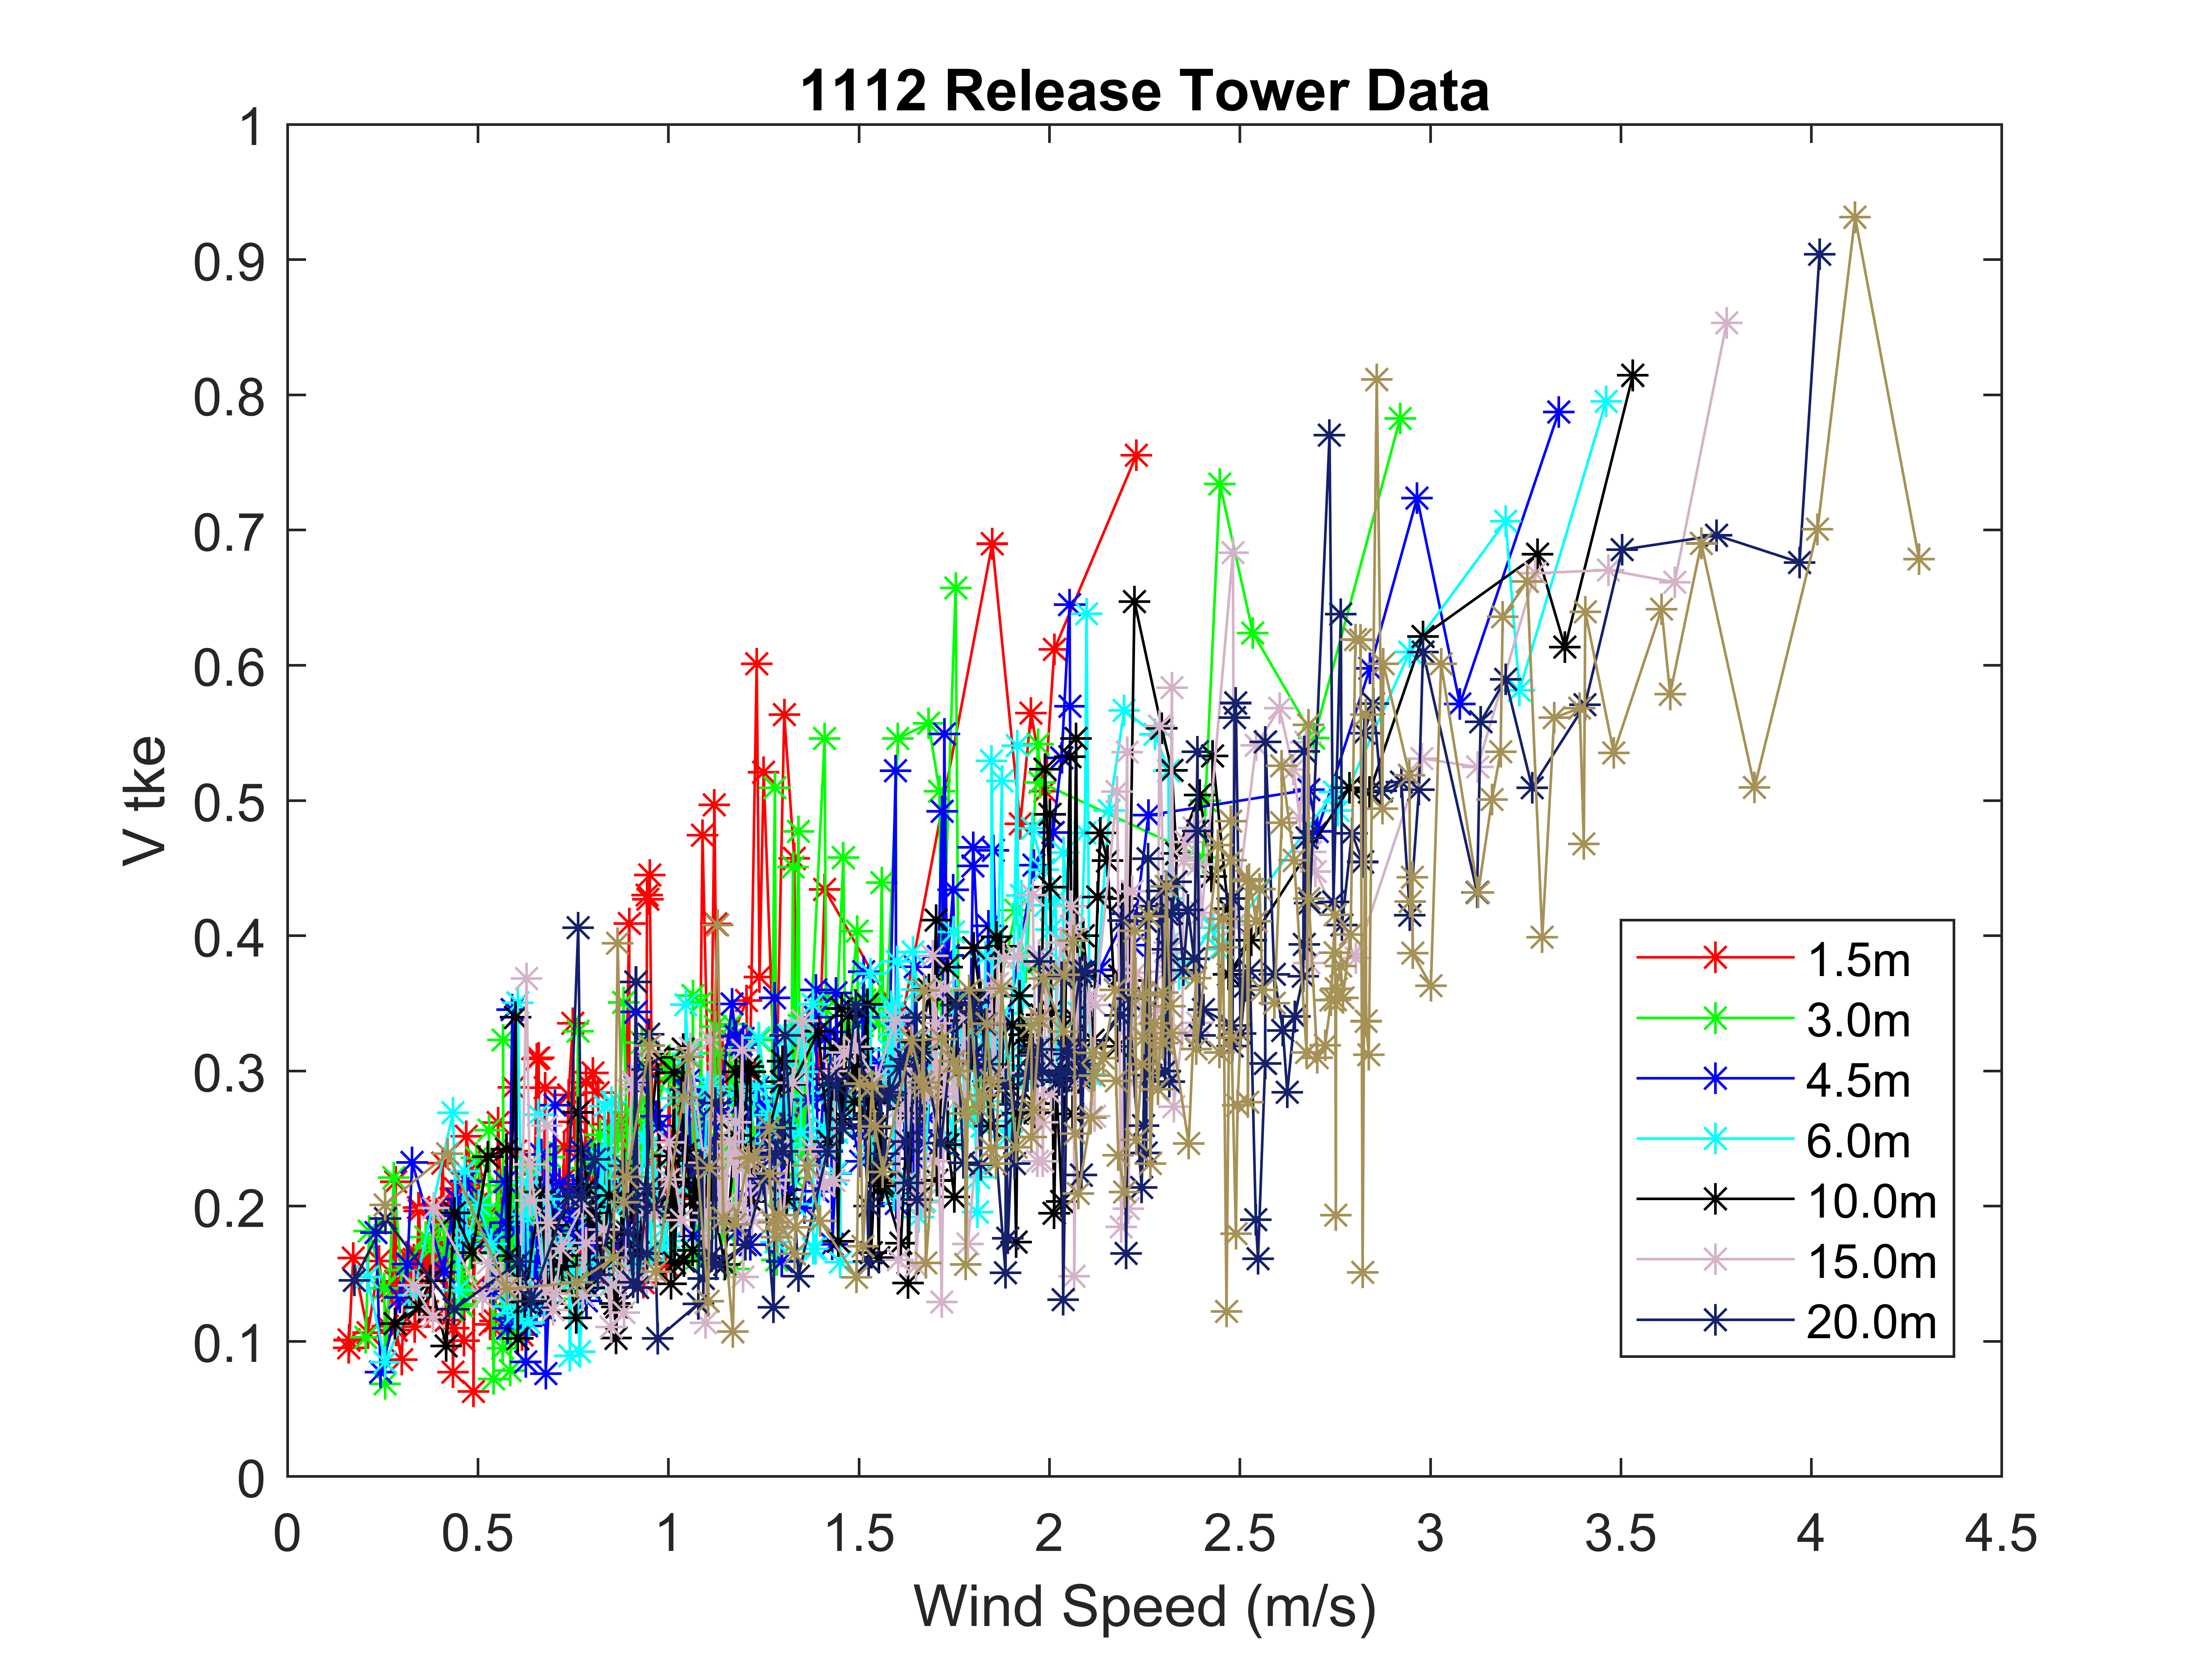 1112 Release Tower Data
1
0.9
0.8
0.7
0.6
0.5
0.4
0.3
0.2
0.1
0
V tke
1.5m
3.0m
4.5m
6.0m
10.0m
15.0m
20.0m
0 0.5 1 1.5 2 2.5 3 3.5 4 4.5
Wind Speed (m/s)